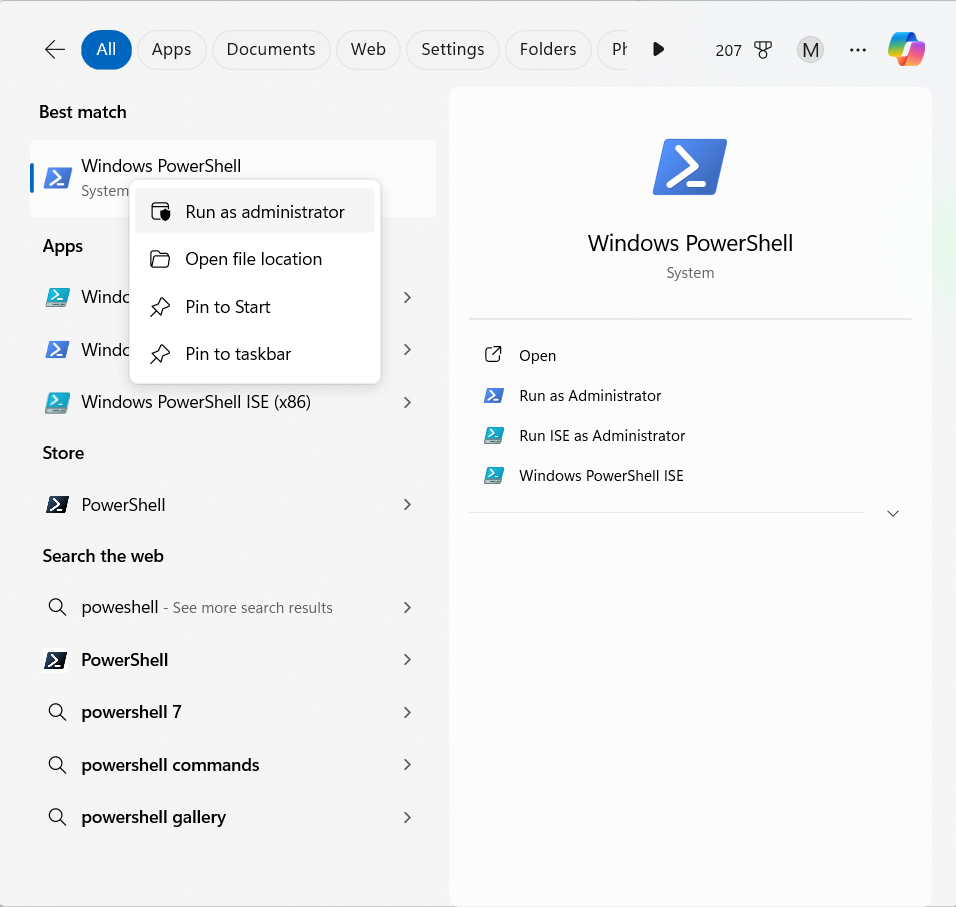 All
Apps
Documents
Web
Settings
Folders
207
M
Best match
Windows PowerShell
System
Run as administrator
Open file location
Pin to Start
Pin to taskbar
Apps
Windows PowerShell ISE (x86)
Store
PowerShell
Search the web
poweshell - See more search results
PowerShell
powershell 7
powershell commands
powershell gallery
Windows PowerShell
System
Open
Run as Administrator
Run ISE as Administrator
Windows PowerShell ISE